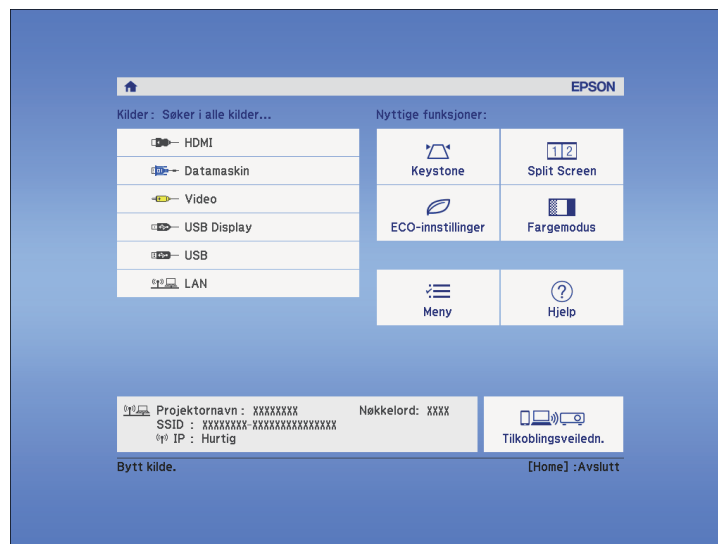 EPSON
Kilder : Søker i alle kilder...
HDMI
Datamaskin
Video
USB Display
USB
LAN
Nyttige funksjoner:
Keystone
1 2
Split Screen
ECO-innstillinger
Fargemodus
Meny
?
Hjelp
Projektornavn : XXXXXXXX Nøkkelord: XXXX
SSID : XXXXXXXX-XXXXXXXXXXXXXXX
IP : Hurtig
Tilkoblingsveiledn.
Bytt kilde. [Home] :Avslutt